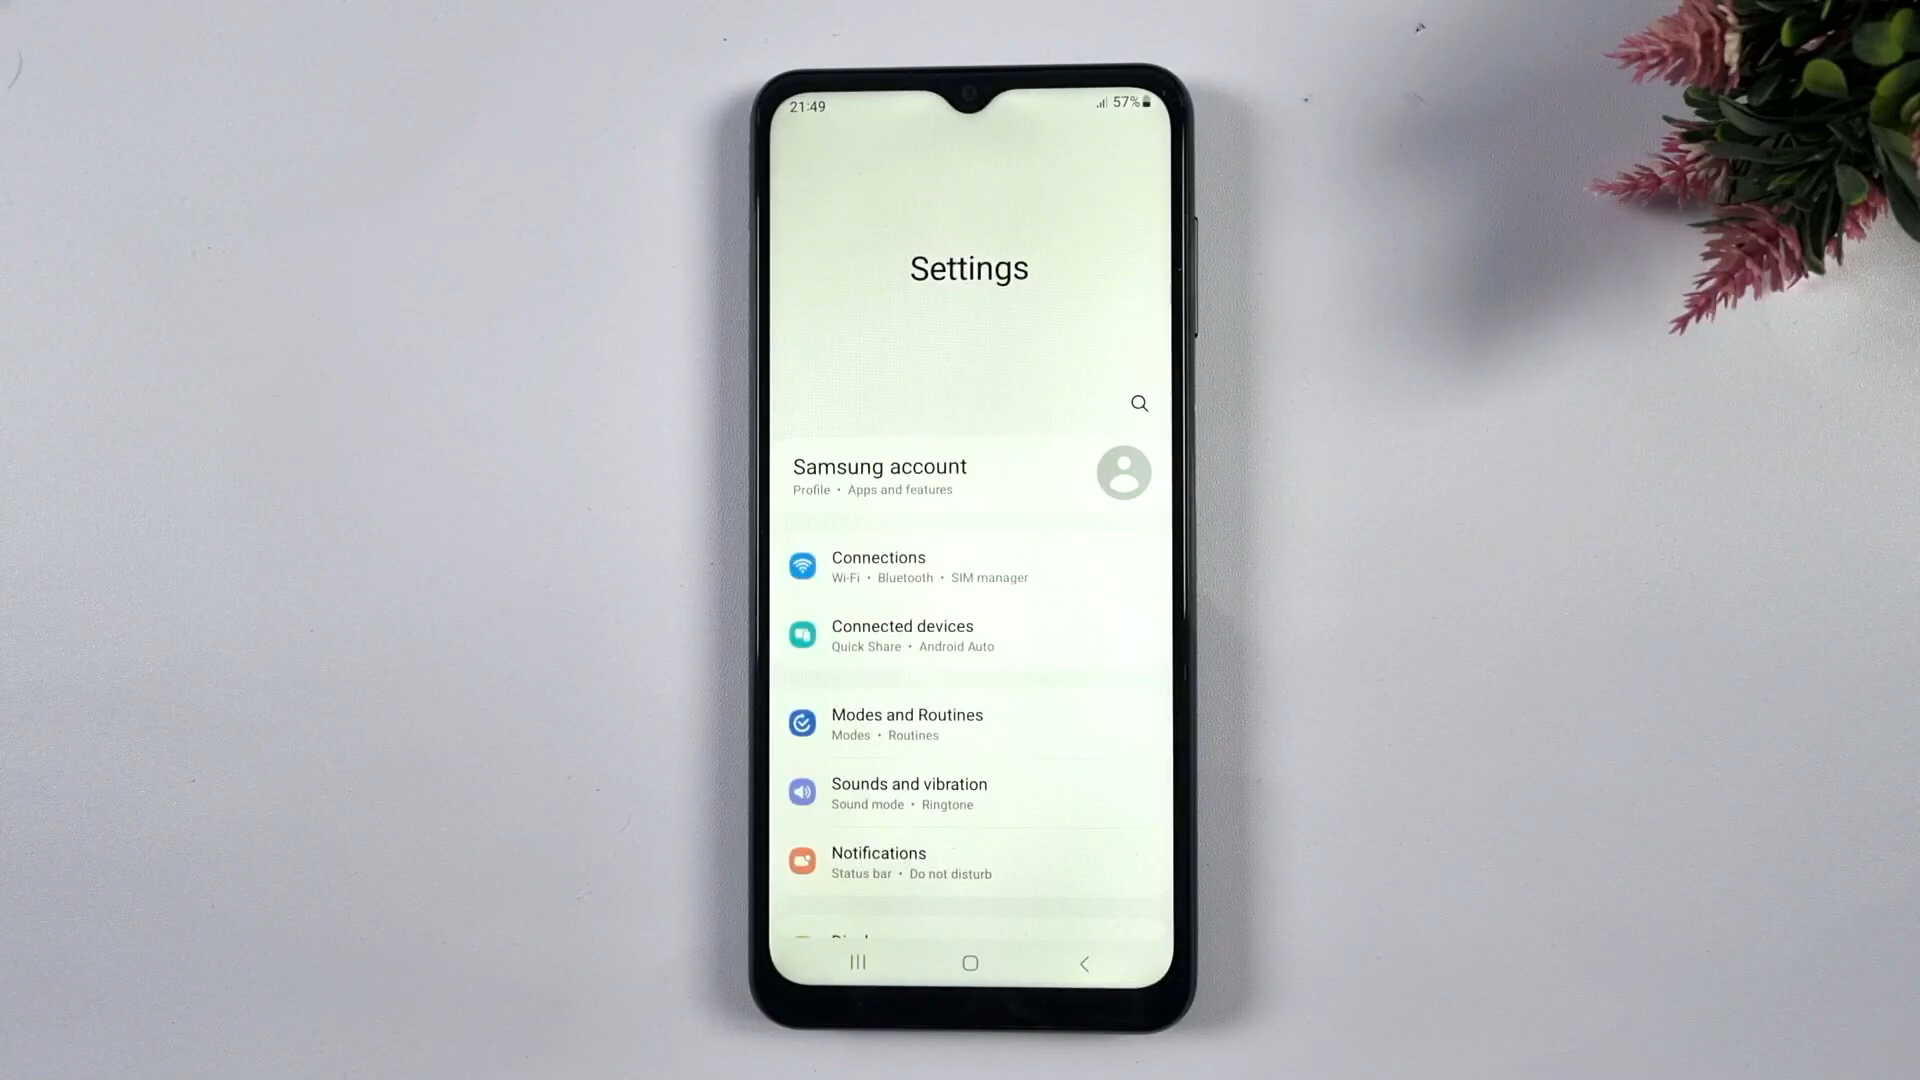 21:49
57%
Settings
Samsung account
Profile • Apps and features
Connections
Wi-Fi • Bluetooth • SIM manager
Connected devices
Quick Share • Android Auto
Modes and Routines
Modes • Routines
Sounds and vibration
Sound mode • Ringtone
Notifications
Status bar • Do not disturb